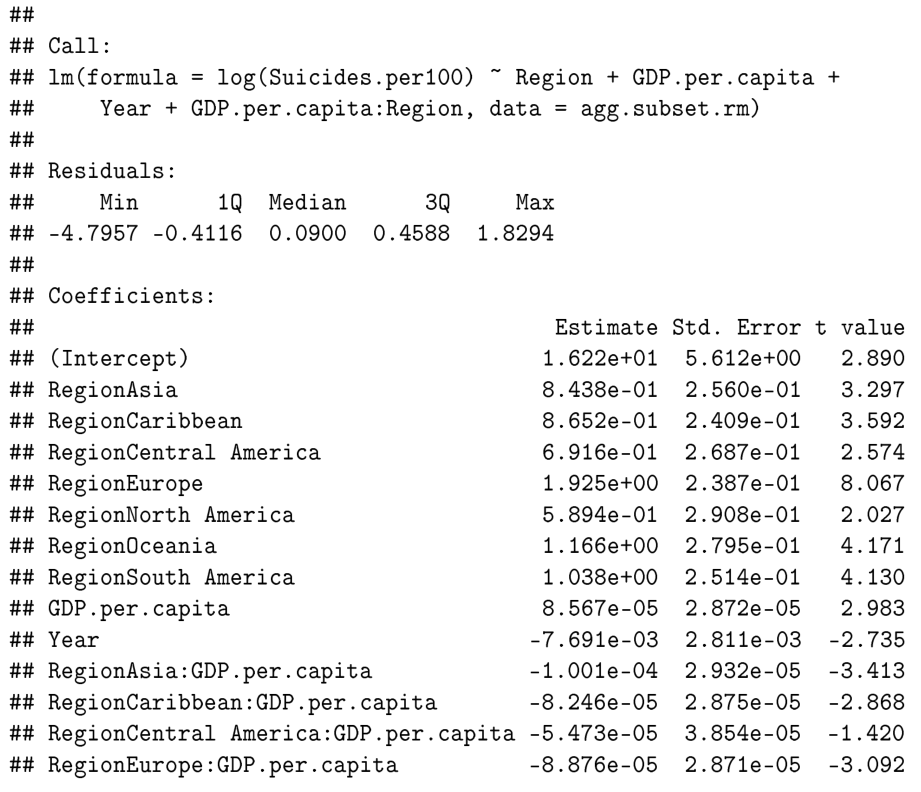 ##
## Call:
## lm(formula = log(Suicides.per100) ~ Region + GDP.per.capita +
##     Year + GDP.per.capita:Region, data = agg.subset.rm)
##
## Residuals:
##     Min      1Q  Median      3Q     Max
## -4.7957 -0.4116  0.0900  0.4588  1.8294
##
## Coefficients:
##                                       Estimate Std. Error t value
## (Intercept)                          1.622e+01  5.612e+00   2.890
## RegionAsia                           8.438e-01  2.560e-01   3.297
## RegionCaribbean                      8.652e-01  2.409e-01   3.592
## RegionCentral America                6.916e-01  2.687e-01   2.574
## RegionEurope                         1.925e+00  2.387e-01   8.067
## RegionNorth America                  5.894e-01  2.908e-01   2.027
## RegionOceania                        1.166e+00  2.795e-01   4.171
## RegionSouth America                  1.038e+00  2.514e-01   4.130
## GDP.per.capita                       8.567e-05  2.872e-05   2.983
## Year                                -7.691e-03  2.811e-03  -2.735
## RegionAsia:GDP.per.capita           -1.001e-04  2.932e-05  -3.413
## RegionCaribbean:GDP.per.capita      -8.246e-05  2.875e-05  -2.868
## RegionCentral America:GDP.per.capita -5.473e-05  3.854e-05  -1.420
## RegionEurope:GDP.per.capita         -8.876e-05  2.871e-05  -3.092